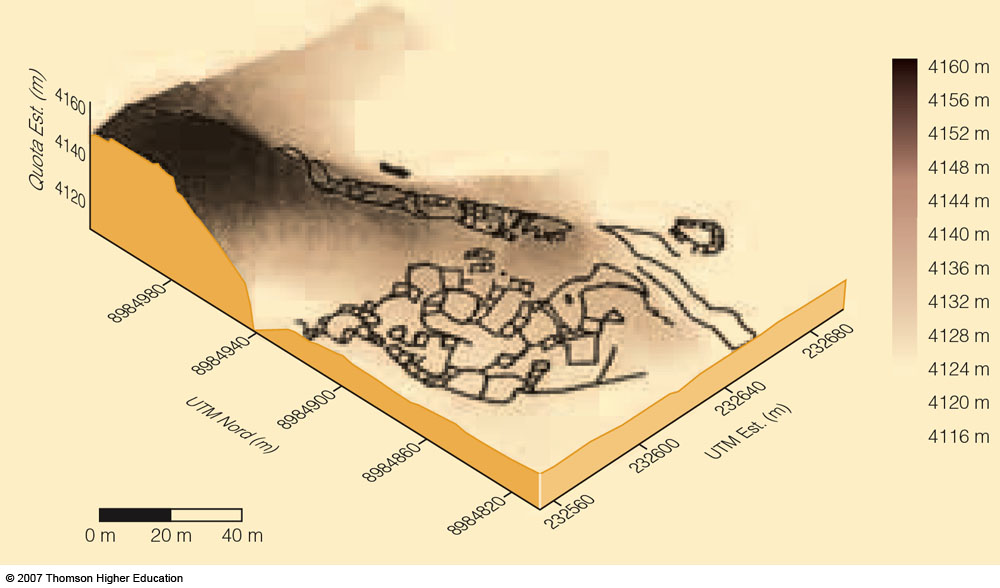 Quota Est. (m)
4160
4140
4120
8984980
8984940
8984900
8984860
8984820
UTM Nord (m)
232560
232600
232640
232680
UTM Est. (m)
4160 m
4156 m
4152 m
4148 m
4144 m
4140 m
4136 m
4132 m
4128 m
4124 m
4120 m
4116 m
0 m 20 m 40 m
© 2007 Thomson Higher Education